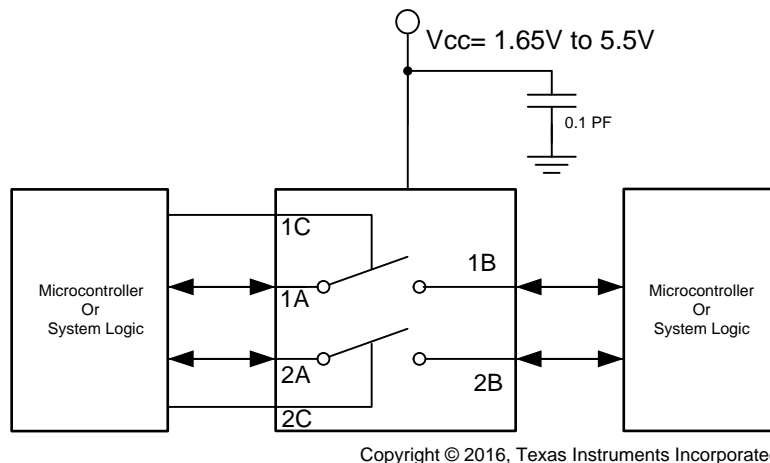 Vcc= 1.65V to 5.5V
0.1 PF
1C
1B
1A
Microcontroller
Or
System Logic
Microcontroller
Or
System Logic
2A
2B
2C
Copyright © 2016, Texas Instruments Incorporate